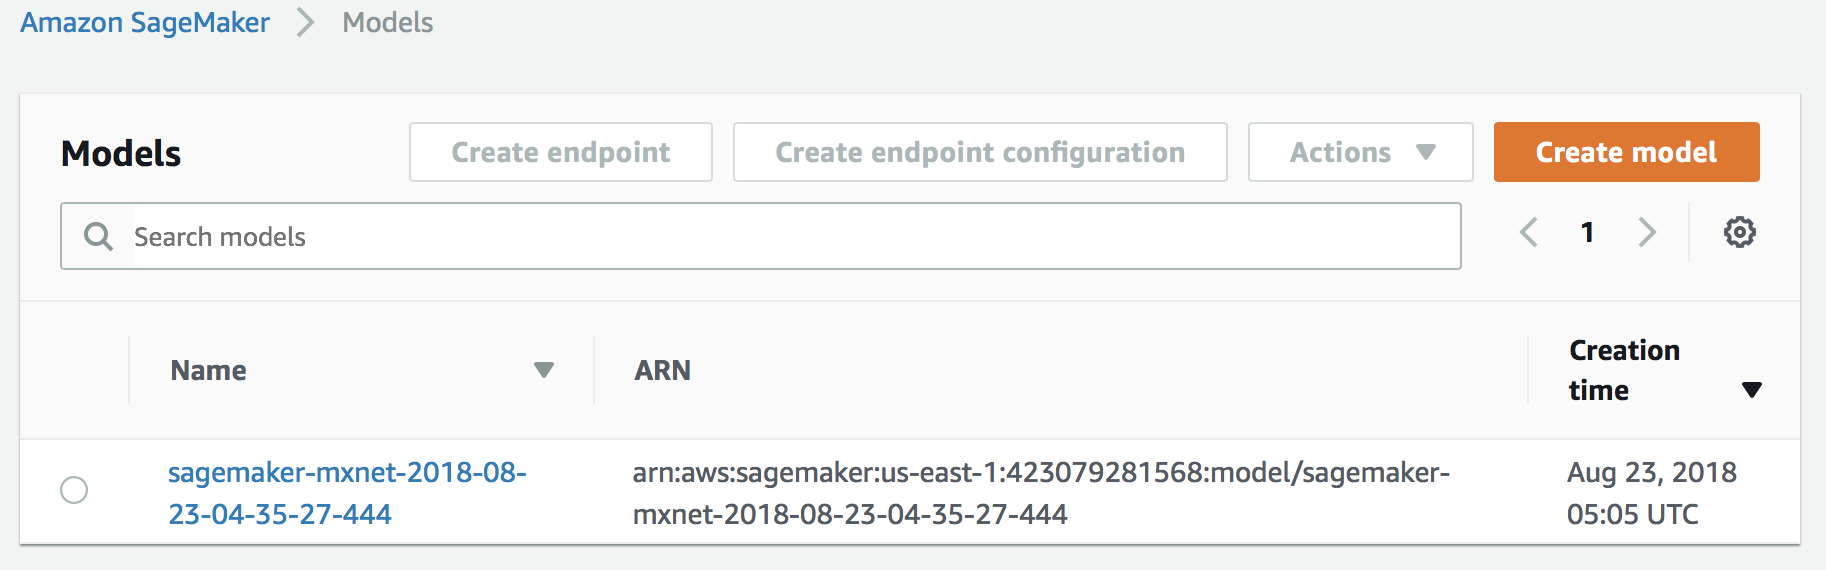 Amazon SageMaker > Models
Models
Create endpoint
Create endpoint configuration
Actions
Create model
Search models
1
Name
ARN
Creation
time
sagemaker-mxnet-2018-08-
23-04-35-27-444
arn:aws:sagemaker:us-east-1:423079281568:model/sagemaker-
mxnet-2018-08-23-04-35-27-444
Aug 23, 2018
05:05 UTC